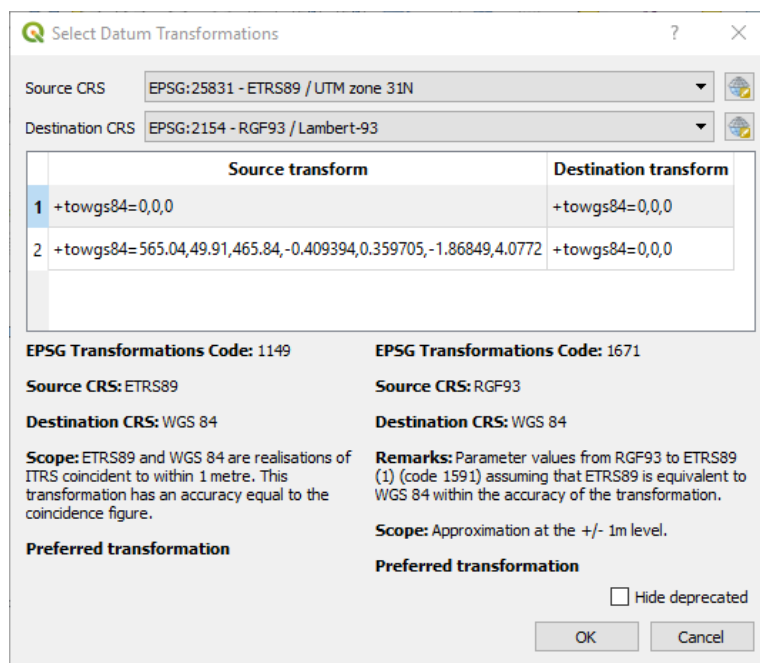 Select Datum Transformations
?
Source CRS EPSG:25831 - ETRS89 / UTM zone 31N
Destination CRS EPSG:2154 - RGF93 / Lambert-93
Source transform Destination transform
1 +towgs84=0,0,0 +towgs84=0,0,0
2 +towgs84=565.04,49.91,465.84,-0.409394,0.359705,-1.86849,4.0772 +towgs84=0,0,0
EPSG Transformations Code: 1149
Source CRS: ETRS89
Destination CRS: WGS 84
Scope: ETRS89 and WGS 84 are realisations of
ITRS coincident to within 1 metre. This
transformation has an accuracy equal to the
coincidence figure.
Preferred transformation
EPSG Transformations Code: 1671
Source CRS: RGF93
Destination CRS: WGS 84
Remarks: Parameter values from RGF93 to ETRS89
(1) (code 1591) assuming that ETRS89 is equivalent to
WGS 84 within the accuracy of the transformation.
Scope: Approximation at the +/- 1m level.
Preferred transformation
Hide deprecated
OK Cancel